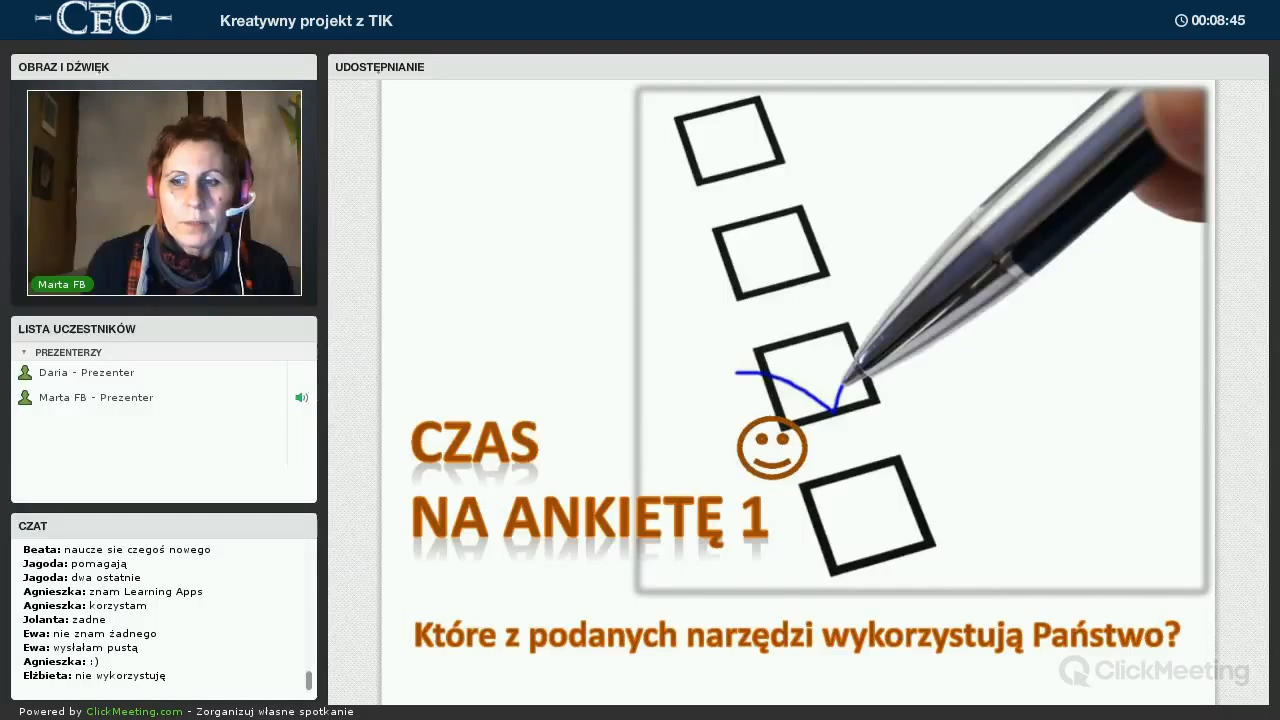 CEO
Kreatywny projekt z TIK
00:08:45
OBRAZ I DŹWIĘK
Marta FB
LISTA UCZESTNIKÓW
PREZENTERZY
Daria - Prezenter
Marta FB - Prezenter
CZAT
Beata: naucze sie czegoś nowego
Jagoda: pomagają
Jagoda: dwa ostatnie
Agnieszka: znam Learning Apps
Agnieszka: korzystam
Jolanta: zadne
Ewa: nie znam żadnego
Ewa: wysłałam pustą
Agnieszka: :)
Elżbieta: nie wykorzystuję
UDOSTĘPNIANIE
CZAS
NA ANKIETĘ 1
Które z podanych narzędzi wykorzystują Państwo?
ClickMeeting
Powered by ClickMeeting.com - Zorganizuj własne spotkanie